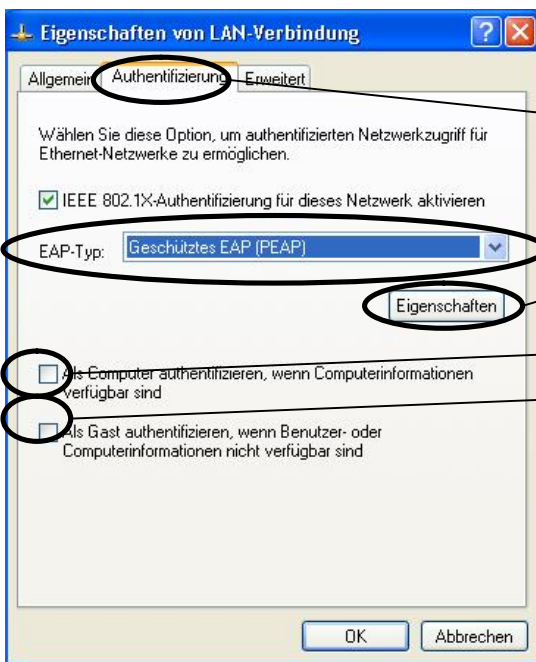 Eigenschaften von LAN-Verbindung
Allgemein Authentifizierung Erweitert
Wählen Sie diese Option, um authentifizierten Netzwerkzugriff für
Ethernet-Netzwerke zu ermöglichen.
IEEE 802.1X-Authentifizierung für dieses Netzwerk aktivieren
EAP-Typ: Geschütztes EAP (PEAP)
Eigenschaften
Als Computer authentifizieren, wenn Computerinformationen
verfügbar sind
Als Gast authentifizieren, wenn Benutzer- oder
Computerinformationen nicht verfügbar sind
OK Abbrechen